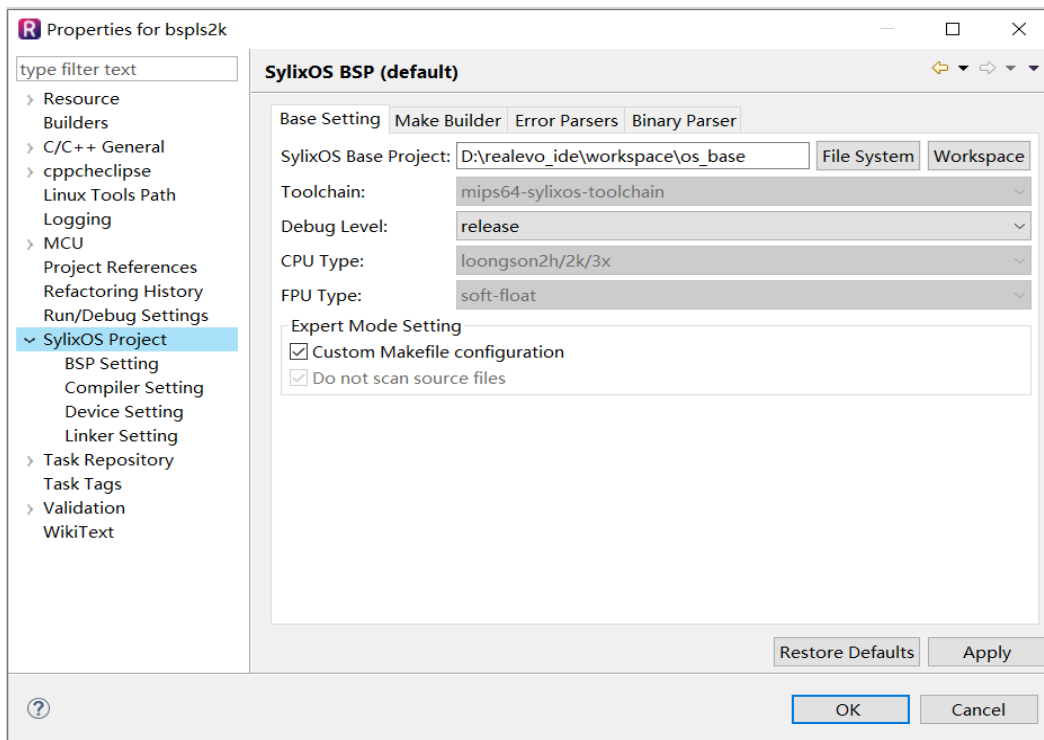 Properties for bspls2k
type filter text
Resource
Builders
C/C++ General
cppcheclipse
Linux Tools Path
Logging
MCU
Project References
Refactoring History
Run/Debug Settings
SylixOS Project
BSP Setting
Compiler Setting
Device Setting
Linker Setting
Task Repository
Task Tags
Validation
WikiText
SylixOS BSP (default)
Base Setting Make Builder Error Parsers Binary Parser
SylixOS Base Project: D:\realevo_ide\workspace\os_base File System Workspace
Toolchain: mips64-sylixos-toolchain
Debug Level: release
CPU Type: loongson2h/2k/3x
FPU Type: soft-float
Expert Mode Setting
Custom Makefile configuration
Do not scan source files
Restore Defaults Apply
OK Cancel